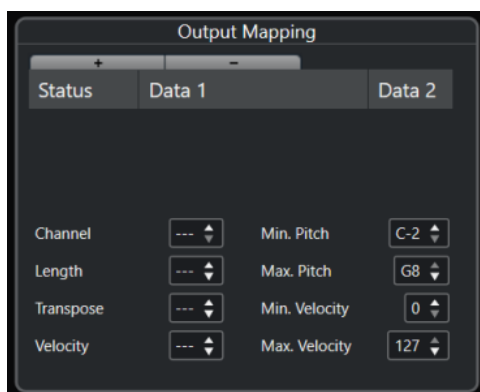 Output Mapping
+ −
Status Data 1 Data 2
Channel --- Min. Pitch C-2
Length --- Max. Pitch G8
Transpose --- Min. Velocity 0
Velocity --- Max. Velocity 127